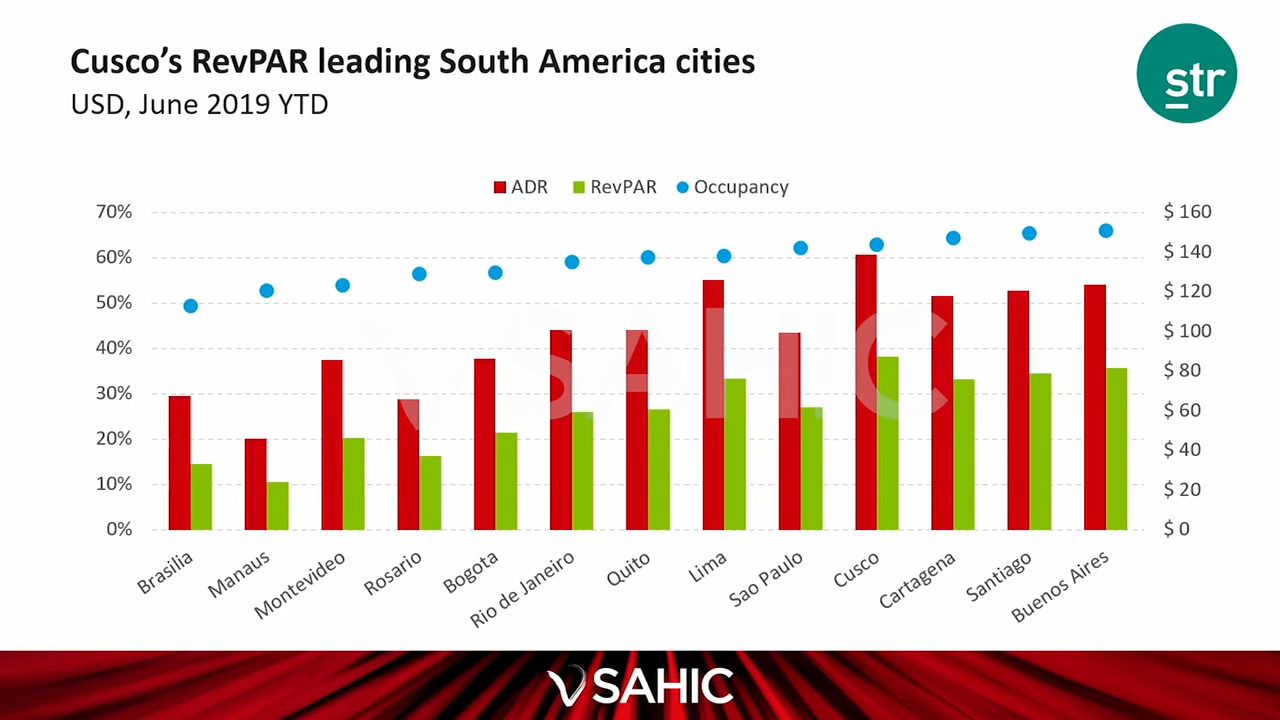 Cusco’s RevPAR leading South America cities
USD, June 2019 YTD
str
ADR RevPAR Occupancy
70%
60%
50%
40%
30%
20%
10%
0%
$ 160
$ 140
$ 120
$ 100
$ 80
$ 60
$ 40
$ 20
$ 0
SAHIC
Brasilia
Manaus
Montevideo
Rosario
Bogota
Rio de Janeiro
Quito
Lima
Sao Paulo
Cusco
Cartagena
Santiago
Buenos Aires
SAHIC